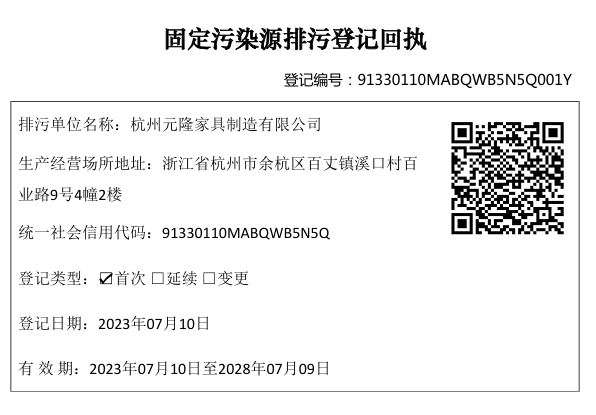 固定污染源排污登记回执
登记编号：91330110MABQWB5N5Q001Y
排污单位名称：杭州元隆家具制造有限公司
生产经营场所地址：浙江省杭州市余杭区百丈镇溪口村百
业路9号4幢2楼
统一社会信用代码：91330110MABQWB5N5Q
登记类型：☑首次 □延续 □变更
登记日期：2023年07月10日
有 效 期：2023年07月10日至2028年07月09日